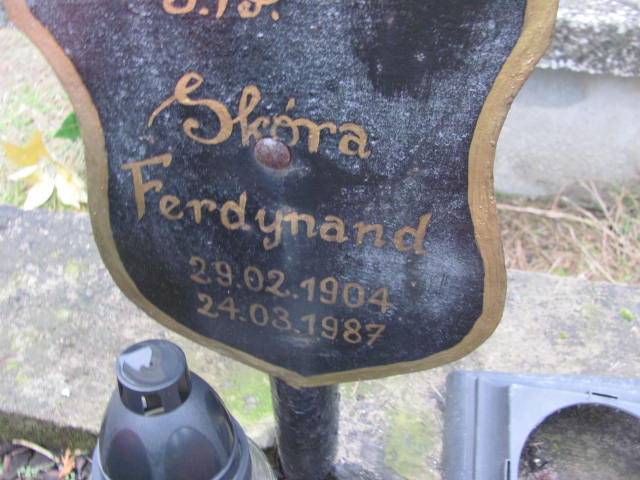 Ś.P.
Skóra
Ferdynand
29.02.1904
24.03.1987